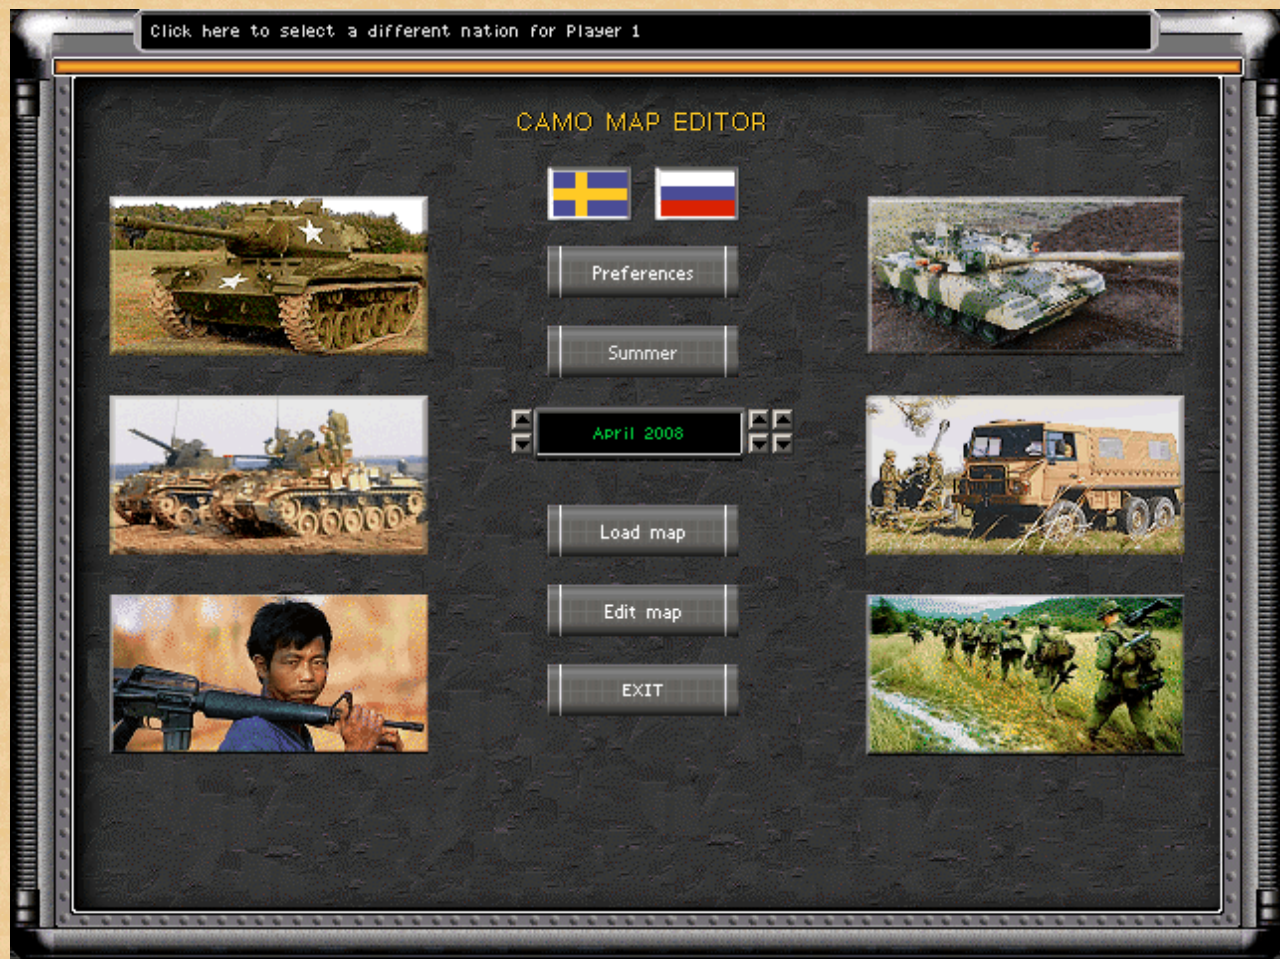 Click here to select a different nation for Player 1
CAMO MAP EDITOR
Preferences
Summer
April 2008
Load map
Edit map
EXIT